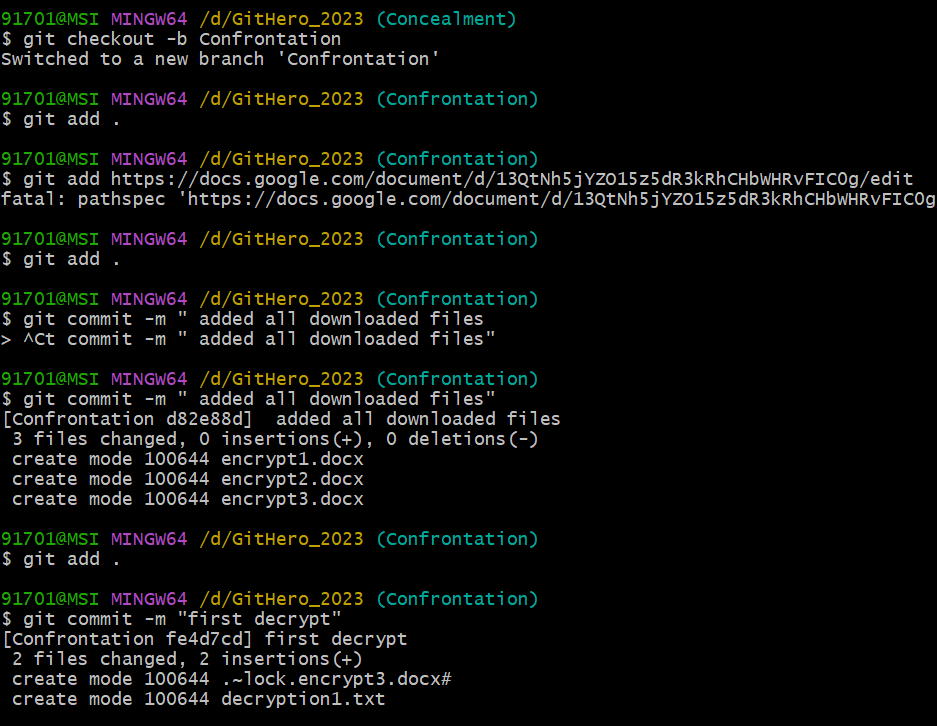 91701@MSI MINGW64 /d/GitHero_2023 (Concealment)
$ git checkout -b Confrontation
Switched to a new branch 'Confrontation'
91701@MSI MINGW64 /d/GitHero_2023 (Confrontation)
$ git add .
91701@MSI MINGW64 /d/GitHero_2023 (Confrontation)
$ git add https://docs.google.com/document/d/13QtNh5jYZO15z5dR3kRhCHbWHRvFIC0g/edit
fatal: pathspec 'https://docs.google.com/document/d/13QtNh5jYZO15z5dR3kRhCHbWHRvFIC0g
91701@MSI MINGW64 /d/GitHero_2023 (Confrontation)
$ git add .
91701@MSI MINGW64 /d/GitHero_2023 (Confrontation)
$ git commit -m " added all downloaded files
> ^Ct commit -m " added all downloaded files"
91701@MSI MINGW64 /d/GitHero_2023 (Confrontation)
$ git commit -m " added all downloaded files"
[Confrontation d82e88d]  added all downloaded files
 3 files changed, 0 insertions(+), 0 deletions(-)
 create mode 100644 encrypt1.docx
 create mode 100644 encrypt2.docx
 create mode 100644 encrypt3.docx
91701@MSI MINGW64 /d/GitHero_2023 (Confrontation)
$ git add .
91701@MSI MINGW64 /d/GitHero_2023 (Confrontation)
$ git commit -m "first decrypt"
[Confrontation fe4d7cd] first decrypt
 2 files changed, 2 insertions(+)
 create mode 100644 .~lock.encrypt3.docx#
 create mode 100644 decryption1.txt